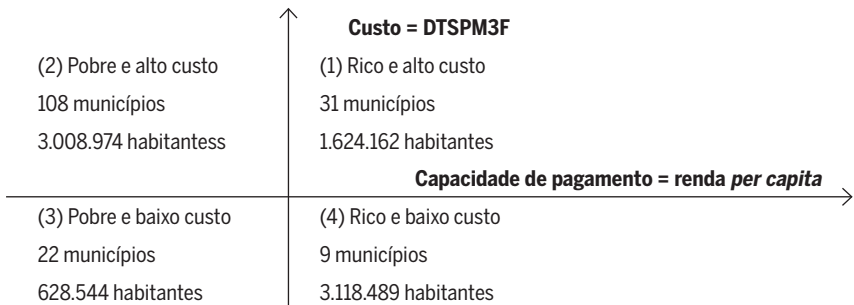 Custo = DTSPM3F
(2) Pobre e alto custo
108 municípios
3.008.974 habitantess
(1) Rico e alto custo
31 municípios
1.624.162 habitantes
Capacidade de pagamento = renda per capita
(3) Pobre e baixo custo
22 municípios
628.544 habitantes
(4) Rico e baixo custo
9 municípios
3.118.489 habitantes